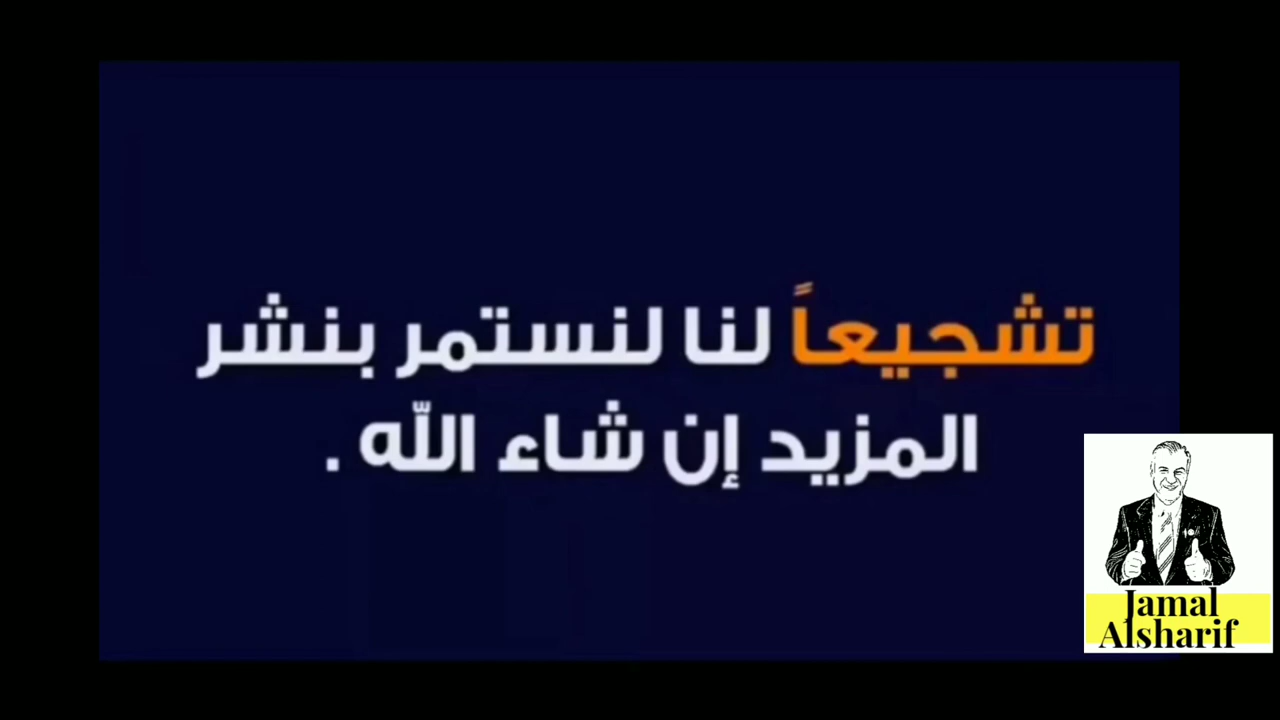 تشجيعاً لنا لنستمر بنشر
المزيد إن شاء الله .
Jamal
Alsharif